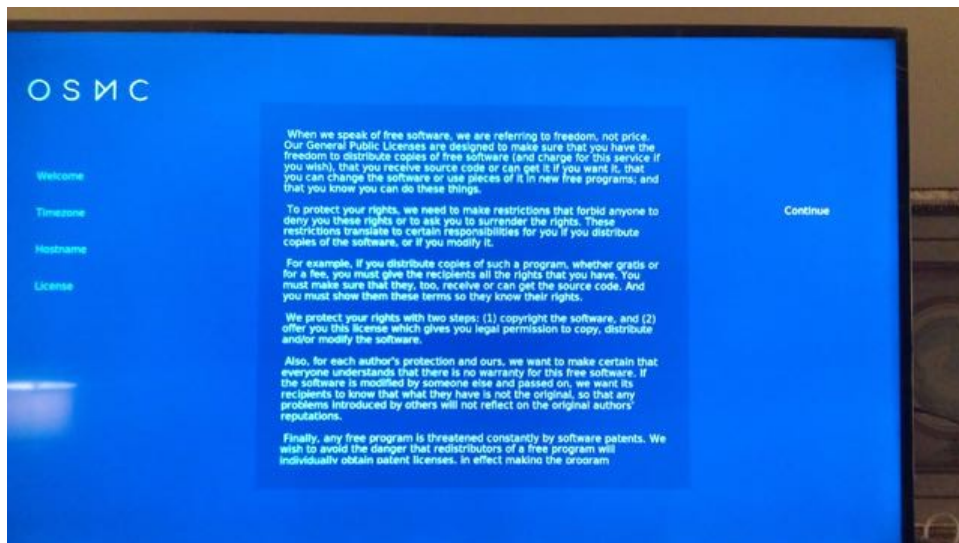 OSMC
Welcome
Timezone
Hostname
License
When we speak of free software, we are referring to freedom, not price.
Our General Public Licenses are designed to make sure that you have the
freedom to distribute copies of free software (and charge for this service if
you wish), that you receive source code or can get it if you want it, that
you can change the software or use pieces of it in new free programs; and
that you know you can do these things.
To protect your rights, we need to make restrictions that forbid anyone to
deny you these rights or to ask you to surrender the rights. These
restrictions translate to certain responsibilities for you if you distribute
copies of the software, or if you modify it.
For example, if you distribute copies of such a program, whether gratis or
for a fee, you must give the recipients all the rights that you have. You
must make sure that they, too, receive or can get the source code. And
you must show them these terms so they know their rights.
We protect your rights with two steps: (1) copyright the software, and (2)
offer you this license which gives you legal permission to copy, distribute
and/or modify the software.
Also, for each author's protection and ours, we want to make certain that
everyone understands that there is no warranty for this free software. If
the software is modified by someone else and passed on, we want its
recipients to know that what they have is not the original, so that any
problems introduced by others will not reflect on the original authors'
reputations.
Finally, any free program is threatened constantly by software patents. We
wish to avoid the danger that redistributors of a free program will
individually obtain patent licenses, in effect making the program
Continue